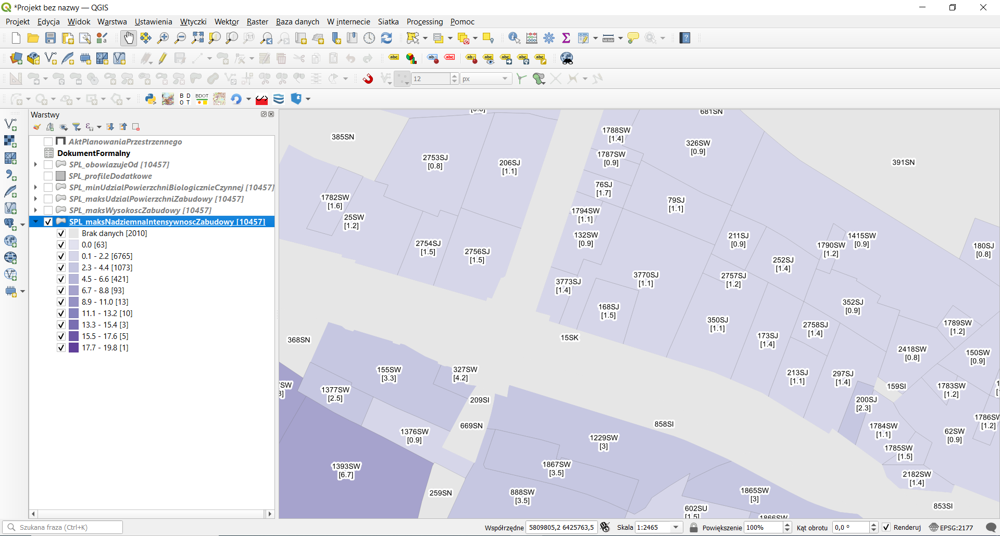 *Projekt bez nazwy — QGIS
Projekt Edycja Widok Warstwa Ustawienia Wtyczki Wektor Raster Baza danych W internecie Siatka Processing Pomoc
12 px
BDOT
Warstwy
AktPlanowaniaPrzestrzennego
DokumentFormalny
SPL_obowiazujeOd [10457]
SPL_profileDodatkowe
SPL_minUdzialPowierzchniBiologicznieCzynnej [10457]
SPL_maksUdzialPowierzchniZabudowy [10457]
SPL_maksWysokoscZabudowy [10457]
SPL_maksNadziemnaIntensywnoscZabudowy [10457]
Brak danych [2010]
0.0 [63]
0.1 - 2.2 [6765]
2.3 - 4.4 [1073]
4.5 - 6.6 [421]
6.7 - 8.8 [93]
8.9 - 11.0 [13]
11.1 - 13.2 [10]
13.3 - 15.4 [3]
15.5 - 17.6 [5]
17.7 - 19.8 [1]
681SN
385SN
1788SW
[1.4]
326SW
[0.9]
2753SJ
[0.8]
206SJ
[1.1]
1787SW
[0.9]
391SN
76SJ
[1.7]
1782SW
[1.6]
79SJ
[1.1]
25SW
[1.2]
1794SW
[1.1]
132SW
[0.9]
211SJ
[0.9]
1415SW
[0.9]
1790SW
[1.2]
180SJ
[0.8]
2754SJ
[1.5]
2756SJ
[1.5]
252SJ
[1.4]
3770SJ
[1.1]
2757SJ
[1.2]
3773SJ
[1.4]
168SJ
[1.5]
352SJ
[0.9]
350SJ
[1.1]
2758SJ
[1.4]
1789SW
[1.2]
368SN
15SK
173SJ
[1.4]
2418SW
[0.8]
150SW
[0.9]
155SW
[3.3]
327SW
[4.2]
213SJ
[1.1]
297SJ
[1.4]
159SI
1783SW
[1.2]
1377SW
[2.5]
209SI
200SJ
[2.3]
1786SW
[1.2]
669SN
858SI
1784SW
[1.1]
62SW
[0.9]
1376SW
[0.9]
1229SW
[3]
1785SW
[1.5]
1393SW
[6.7]
1867SW
[3.5]
2182SW
[1.4]
259SN
888SW
[3.5]
1865SW
[3]
853SI
602SU
[1.5]
1866SW
Szukana fraza (Ctrl+K) Współrzędne 5809805,2 6425763,5 Skala 1:2465 Powiększenie 100% Kąt obrotu 0,0 ° Renderuj EPSG:2177